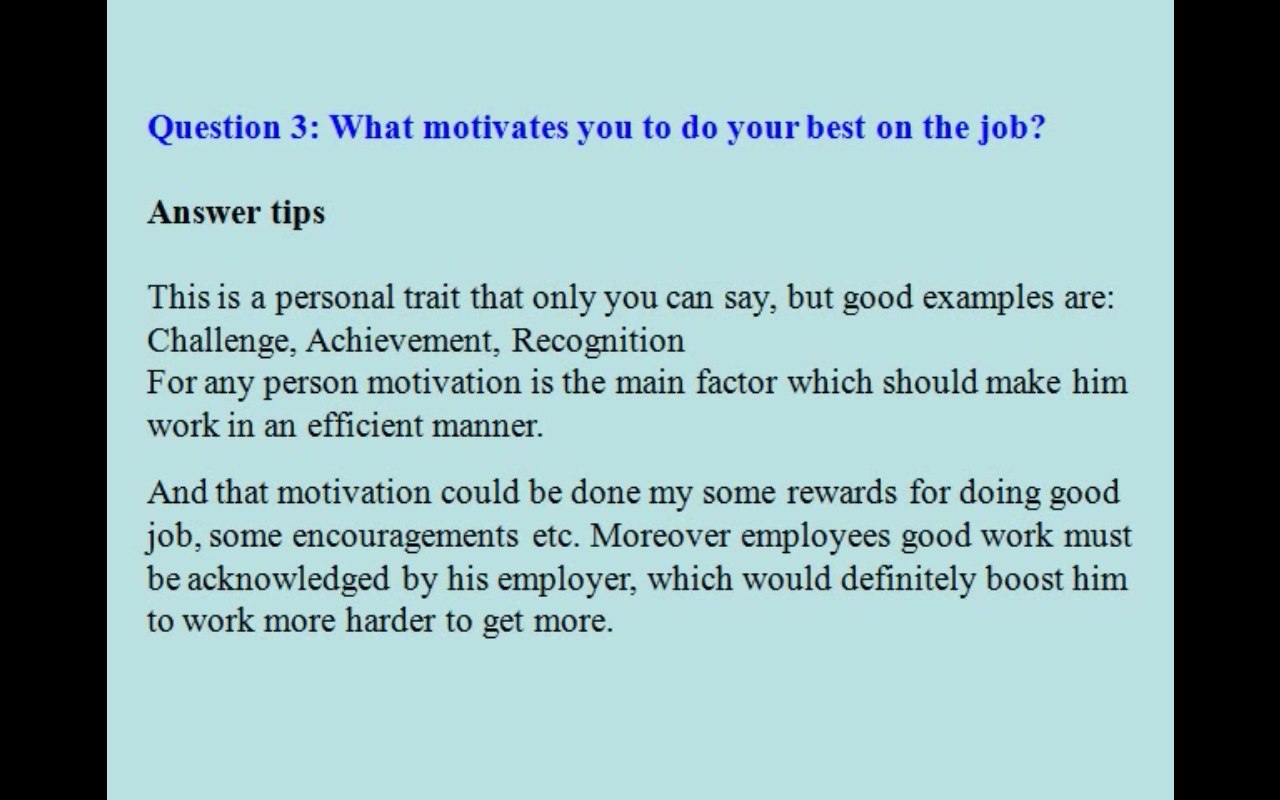 Question 3: What motivates you to do your best on the job?
Answer tips
This is a personal trait that only you can say, but good examples are:
Challenge, Achievement, Recognition
For any person motivation is the main factor which should make him
work in an efficient manner.
And that motivation could be done my some rewards for doing good
job, some encouragements etc. Moreover employees good work must
be acknowledged by his employer, which would definitely boost him
to work more harder to get more.